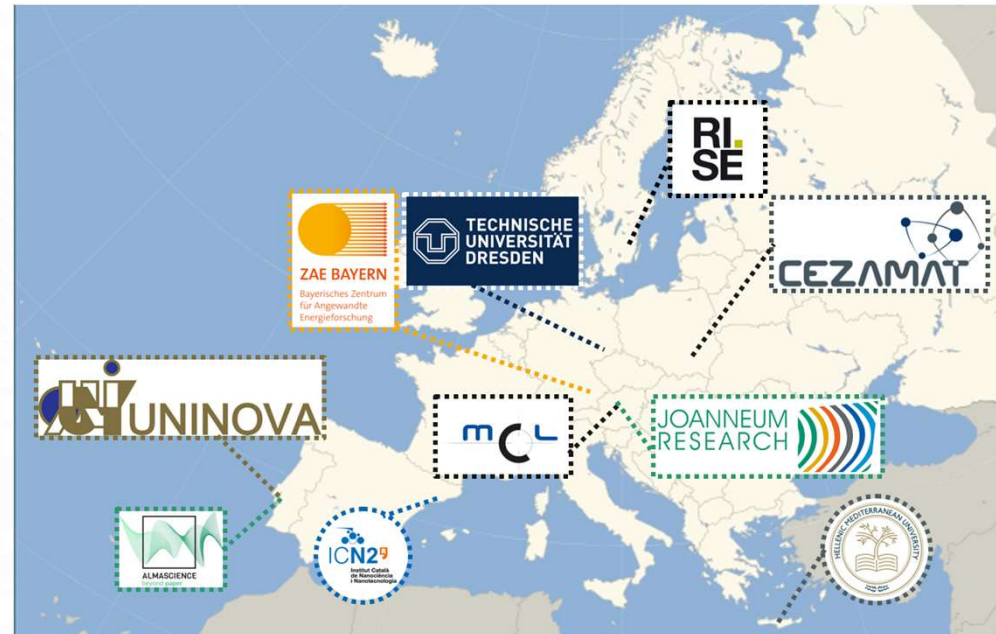 RI.
SE
TECHNISCHE
UNIVERSITÄT
DRESDEN
ZAE BAYERN
Bayerisches Zentrum
für Angewandte
Energieforschung
CEZAMAT
UNINOVA
mCL
JOANNEUM
RESEARCH
ALMASCIENCE
beyond paper
ICN2
Institut Català
de Nanociència
i Nanotecnologia
HELLENIC MEDITERRANEAN UNIVERSITY